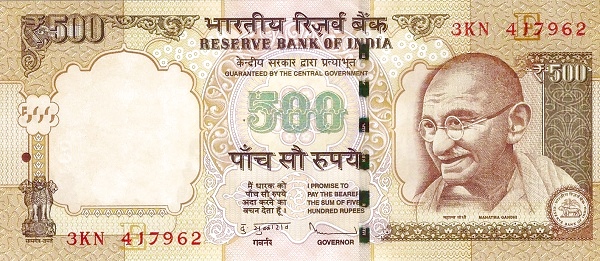 ₹500
भारतीय रिज़र्व बैंक
RESERVE BANK OF INDIA
3KN 417962
केन्द्रीय सरकार द्वारा प्रत्याभूत
GUARANTEED BY THE CENTRAL GOVERNMENT
₹500
500
500
पाँच सौ रुपये
मैं धारक को
पाँच सौ रुपये
अदा करने का
वचन देता हूँ।
I PROMISE TO
PAY THE BEARER
THE SUM OF FIVE
HUNDRED RUPEES
महात्मा गांधी
MAHATMA GANDHI
सत्यमेव जयते
3KN 417962
गवर्नर
GOVERNOR